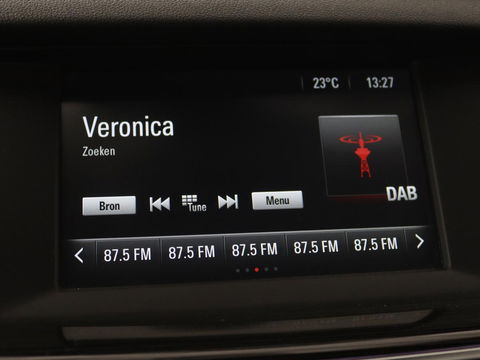 23°C 13:27
Veronica
Zoeken
DAB
Bron Tune Menu
87.5 FM 87.5 FM 87.5 FM 87.5 FM 87.5 FM